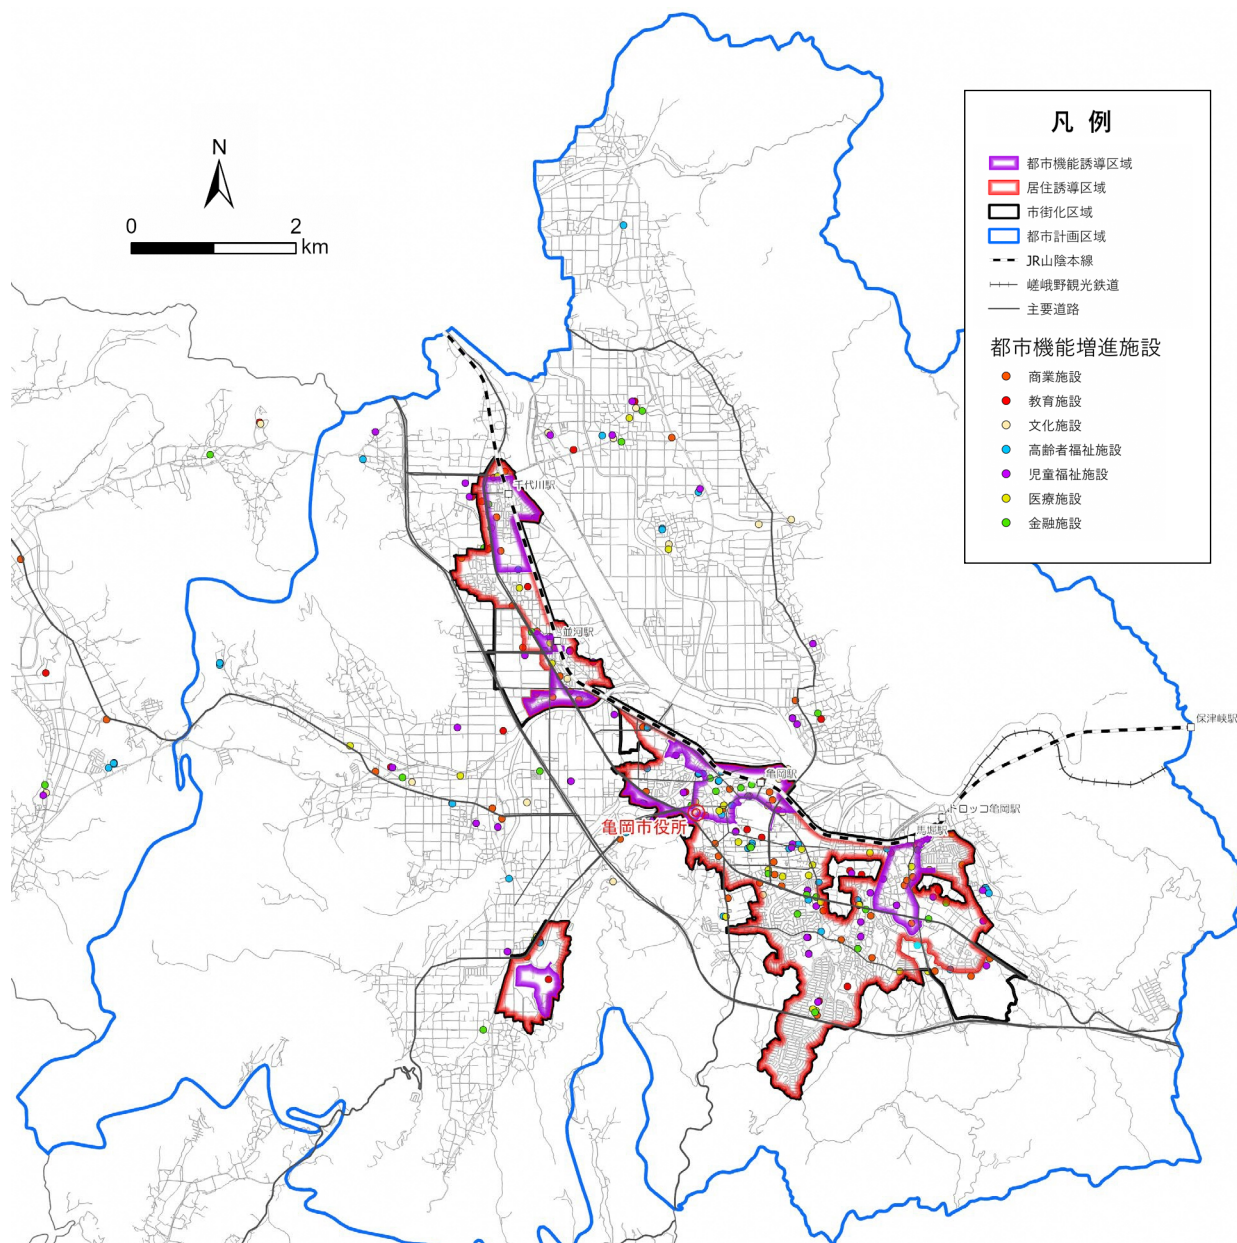 凡 例
都市機能誘導区域
居住誘導区域
市街化区域
都市計画区域
JR山陰本線
嵯峨野観光鉄道
主要道路
都市機能増進施設
商業施設
教育施設
文化施設
高齢者福祉施設
児童福祉施設
医療施設
金融施設
N
0 2
km
千代川駅
並河駅
保津峡駅
亀岡駅
トロッコ亀岡駅
亀岡市役所
馬堀駅